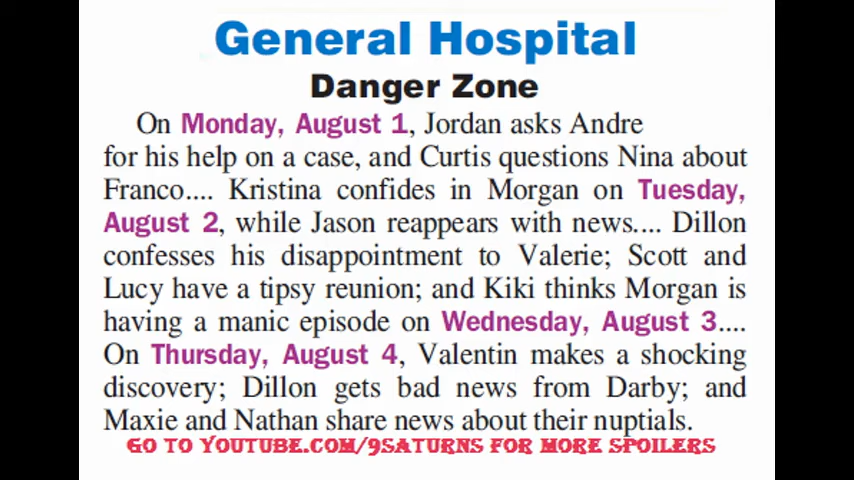 General Hospital
Danger Zone
On Monday, August 1, Jordan asks Andre
for his help on a case, and Curtis questions Nina about
Franco.... Kristina confides in Morgan on Tuesday,
August 2, while Jason reappears with news.... Dillon
confesses his disappointment to Valerie; Scott and
Lucy have a tipsy reunion; and Kiki thinks Morgan is
having a manic episode on Wednesday, August 3....
On Thursday, August 4, Valentin makes a shocking
discovery; Dillon gets bad news from Darby; and
Maxie and Nathan share news about their nuptials.
GO TO YOUTUBE.COM/9SATURNS FOR MORE SPOILERS